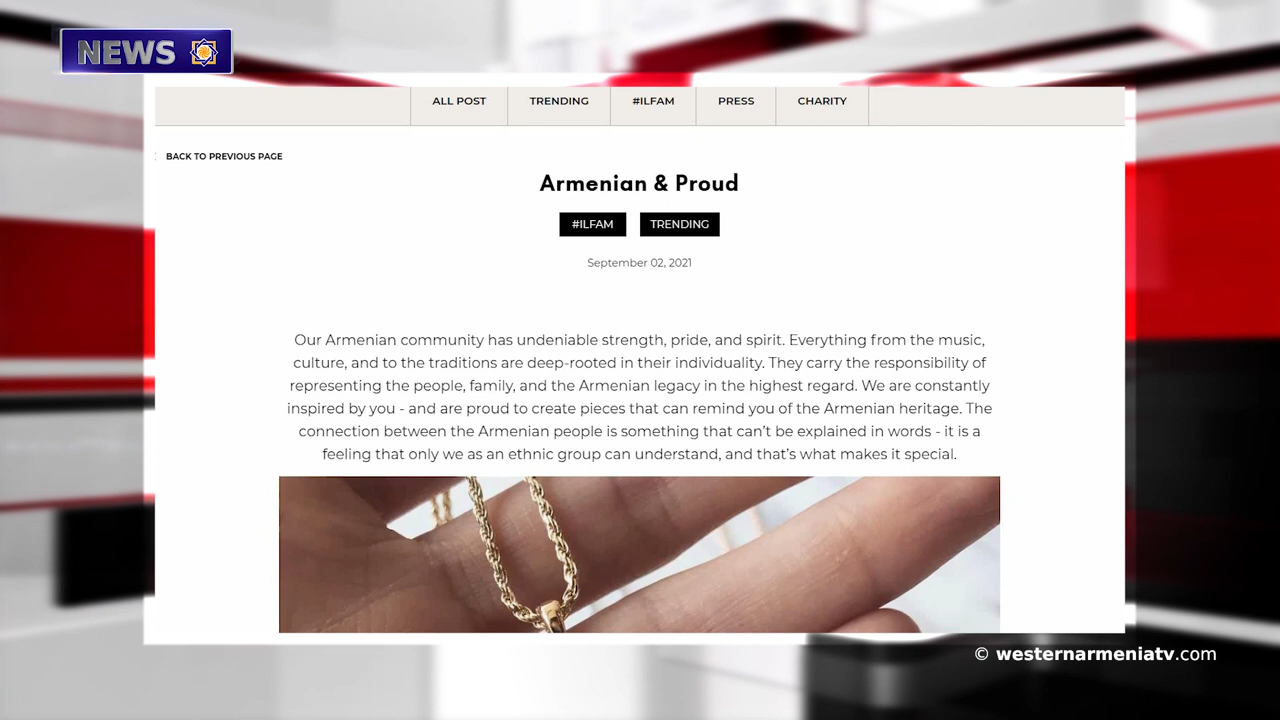 NEWS
ALL POST
TRENDING
#ILFAM
PRESS
CHARITY
BACK TO PREVIOUS PAGE
Armenian & Proud
#ILFAM
TRENDING
September 02, 2021
Our Armenian community has undeniable strength, pride, and spirit. Everything from the music,
culture, and to the traditions are deep-rooted in their individuality. They carry the responsibility of
representing the people, family, and the Armenian legacy in the highest regard. We are constantly
inspired by you - and are proud to create pieces that can remind you of the Armenian heritage. The
connection between the Armenian people is something that can’t be explained in words - it is a
feeling that only we as an ethnic group can understand, and that’s what makes it special.
© westernarmeniatv.com